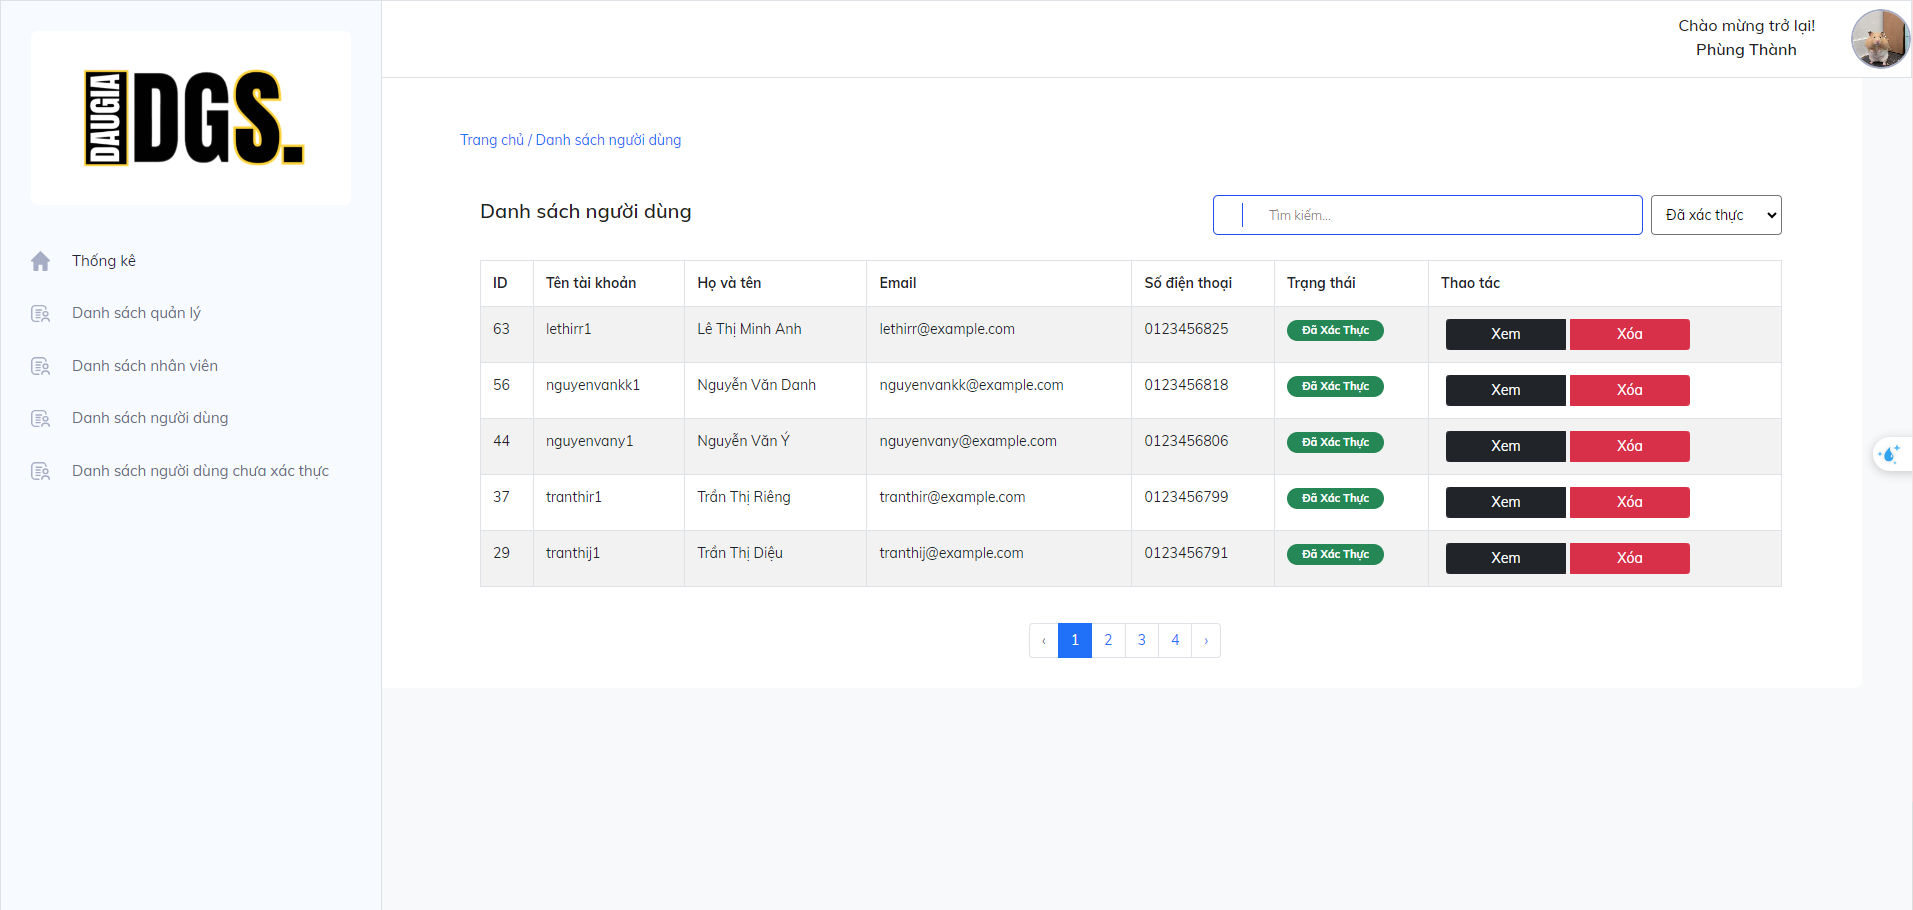 DAUGIA DGS.
Chào mừng trở lại!
Phùng Thành
Thống kê
Danh sách quản lý
Danh sách nhân viên
Danh sách người dùng
Danh sách người dùng chưa xác thực
Trang chủ / Danh sách người dùng
Danh sách người dùng
Tìm kiếm...
Đã xác thực
ID Tên tài khoản Họ và tên Email Số điện thoại Trạng thái Thao tác
63 lethirr1 Lê Thị Minh Anh lethirr@example.com 0123456825 Đã Xác Thực Xem Xóa
56 nguyenvankk1 Nguyễn Văn Danh nguyenvankk@example.com 0123456818 Đã Xác Thực Xem Xóa
44 nguyenvany1 Nguyễn Văn Ý nguyenvany@example.com 0123456806 Đã Xác Thực Xem Xóa
37 tranthir1 Trần Thị Riêng tranthir@example.com 0123456799 Đã Xác Thực Xem Xóa
29 tranthij1 Trần Thị Diệu tranthij@example.com 0123456791 Đã Xác Thực Xem Xóa
‹ 1 2 3 4 ›